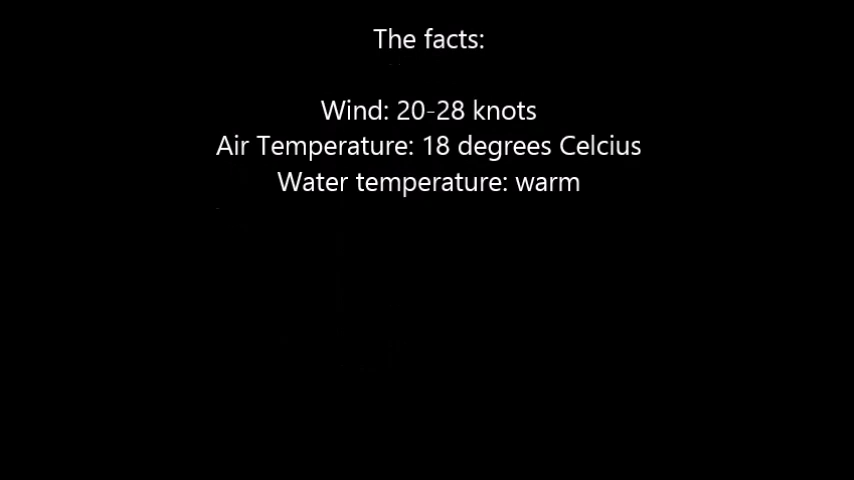 The facts:
Wind: 20-28 knots
Air Temperature: 18 degrees Celcius
Water temperature: warm